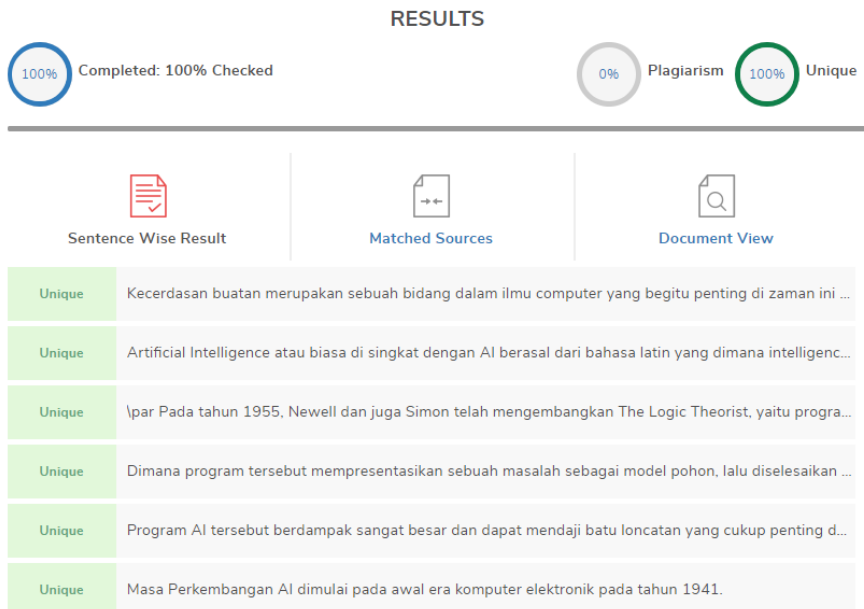 RESULTS
100% Completed: 100% Checked 0% Plagiarism 100% Unique
Sentence Wise Result Matched Sources Document View
Unique Kecerdasan buatan merupakan sebuah bidang dalam ilmu computer yang begitu penting di zaman ini ...
Unique Artificial Intelligence atau biasa di singkat dengan AI berasal dari bahasa latin yang dimana intelligenc...
Unique \par Pada tahun 1955, Newell dan juga Simon telah mengembangkan The Logic Theorist, yaitu progra...
Unique Dimana program tersebut mempresentasikan sebuah masalah sebagai model pohon, lalu diselesaikan ...
Unique Program AI tersebut berdampak sangat besar dan dapat mendaji batu loncatan yang cukup penting d...
Unique Masa Perkembangan AI dimulai pada awal era komputer elektronik pada tahun 1941.